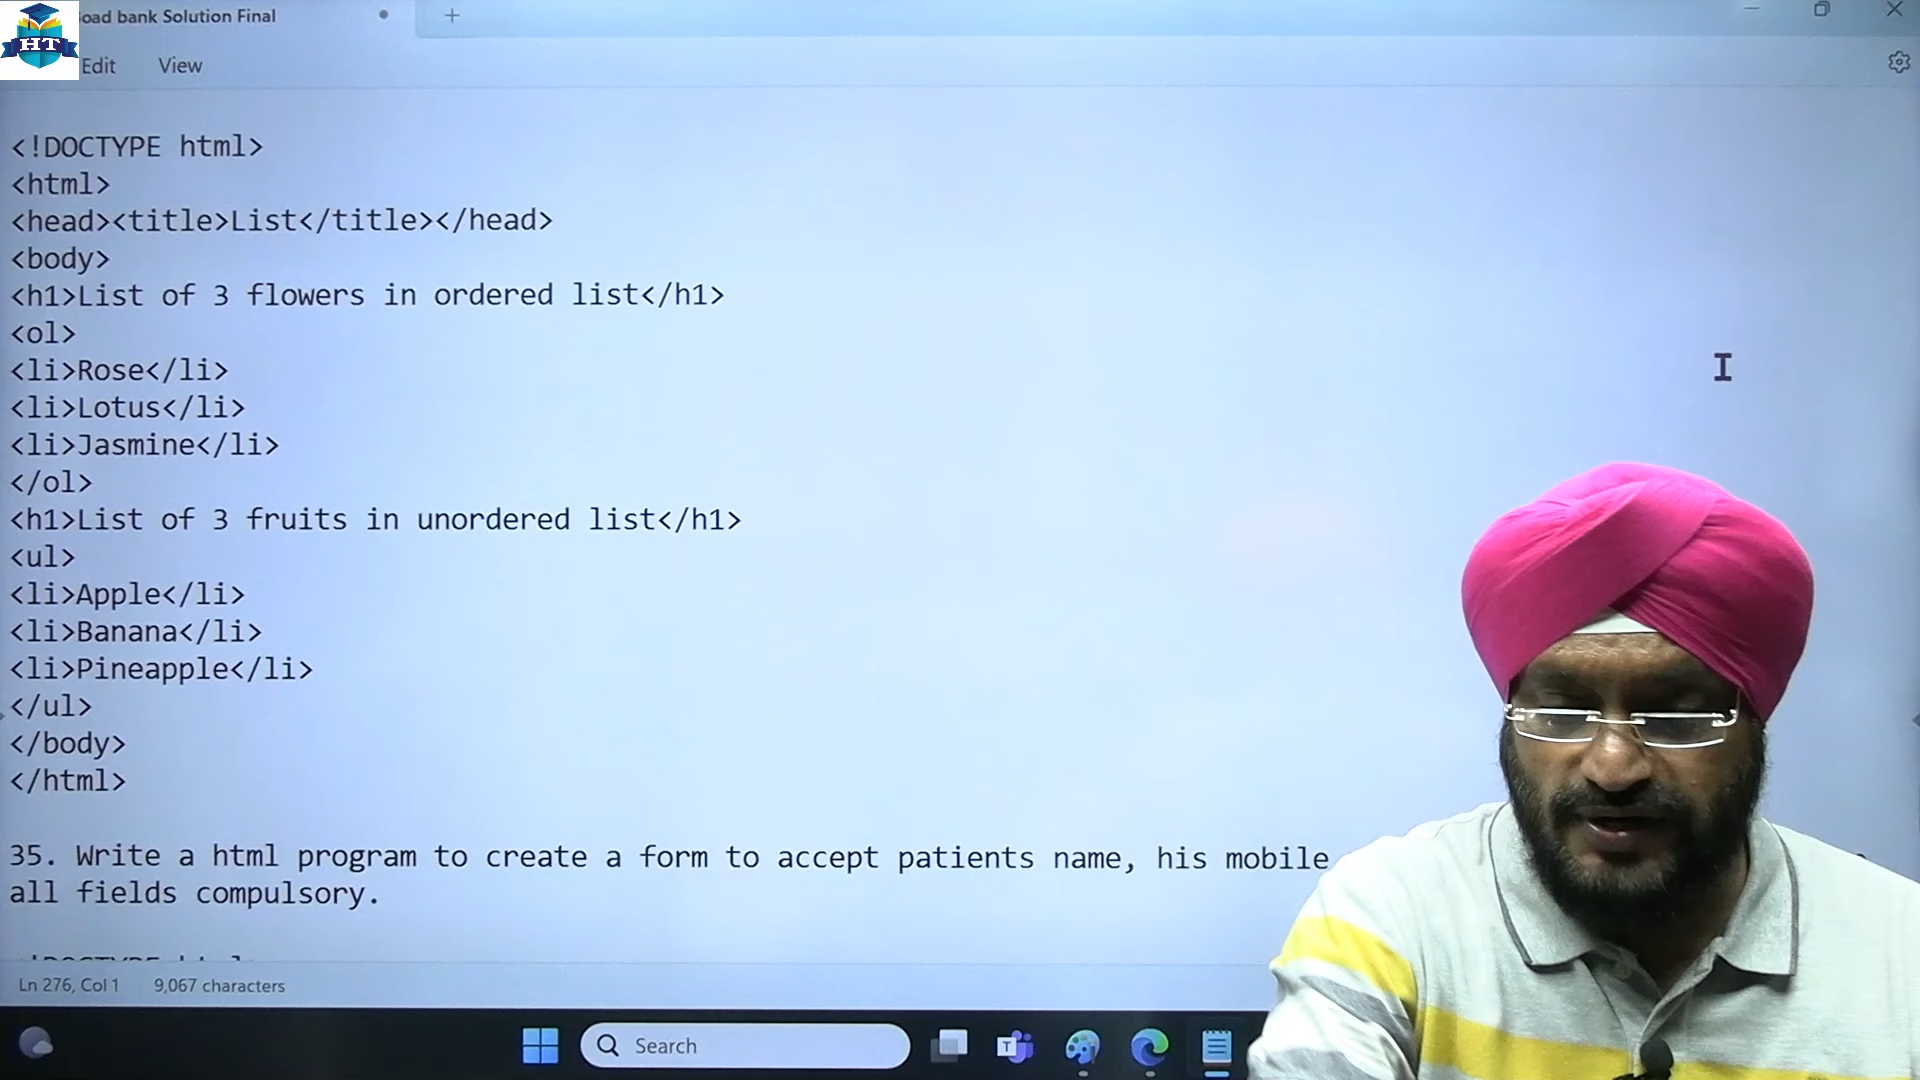 oad bank Solution Final
HT
Edit View
<!DOCTYPE html>
<html>
<head><title>List</title></head>
<body>
<h1>List of 3 flowers in ordered list</h1>
<ol>
<li>Rose</li>
<li>Lotus</li>
<li>Jasmine</li>
</ol>
<h1>List of 3 fruits in unordered list</h1>
<ul>
<li>Apple</li>
<li>Banana</li>
<li>Pineapple</li>
</ul>
</body>
</html>
35. Write a html program to create a form to accept patients name, his mobile
all fields compulsory.
Ln 276, Col 1 9,067 characters
Search
T